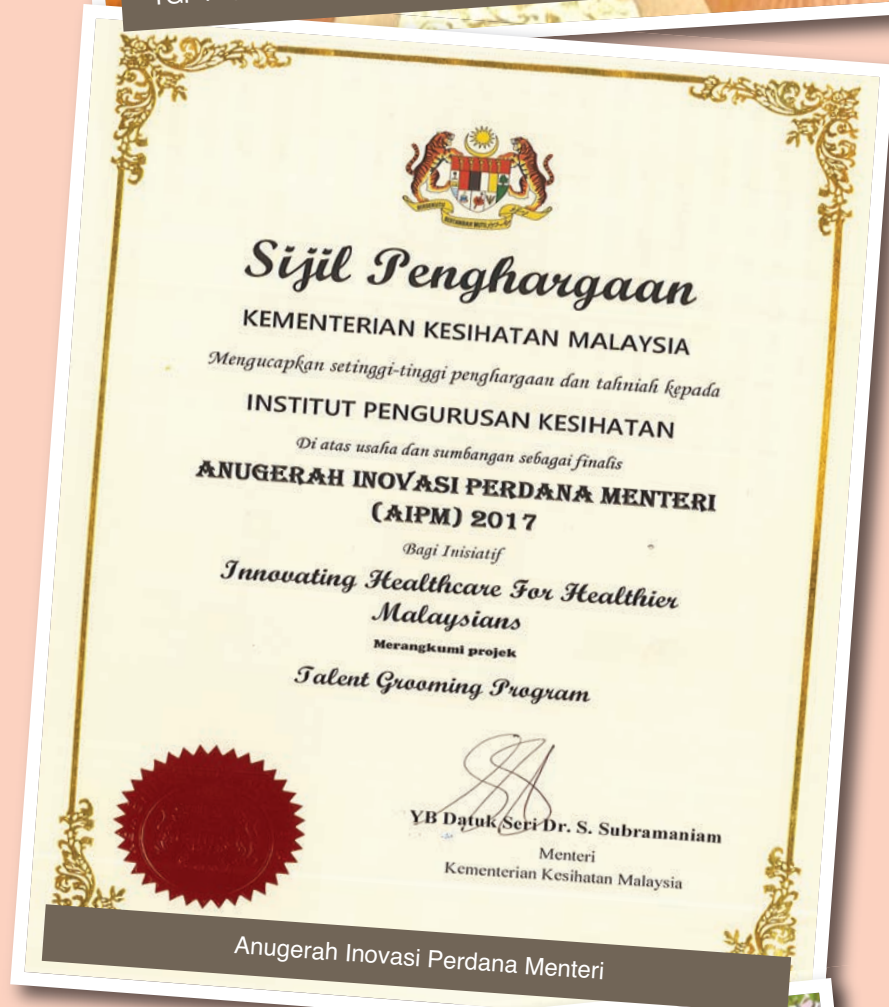 Sijil Penghargaan
KEMENTERIAN KESIHATAN MALAYSIA
Mengucapkan setinggi-tinggi penghargaan dan tahniah kepada
INSTITUT PENGURUSAN KESIHATAN
Di atas usaha dan sumbangan sebagai finalis
ANUGERAH INOVASI PERDANA MENTERI
(AIPM) 2017
Bagi Inisiatif
Innovating Healthcare For Healthier
Malaysians
Merangkumi projek
Talent Grooming Program
YB Datuk Seri Dr. S. Subramaniam
Menteri
Kementerian Kesihatan Malaysia
Anugerah Inovasi Perdana Menteri